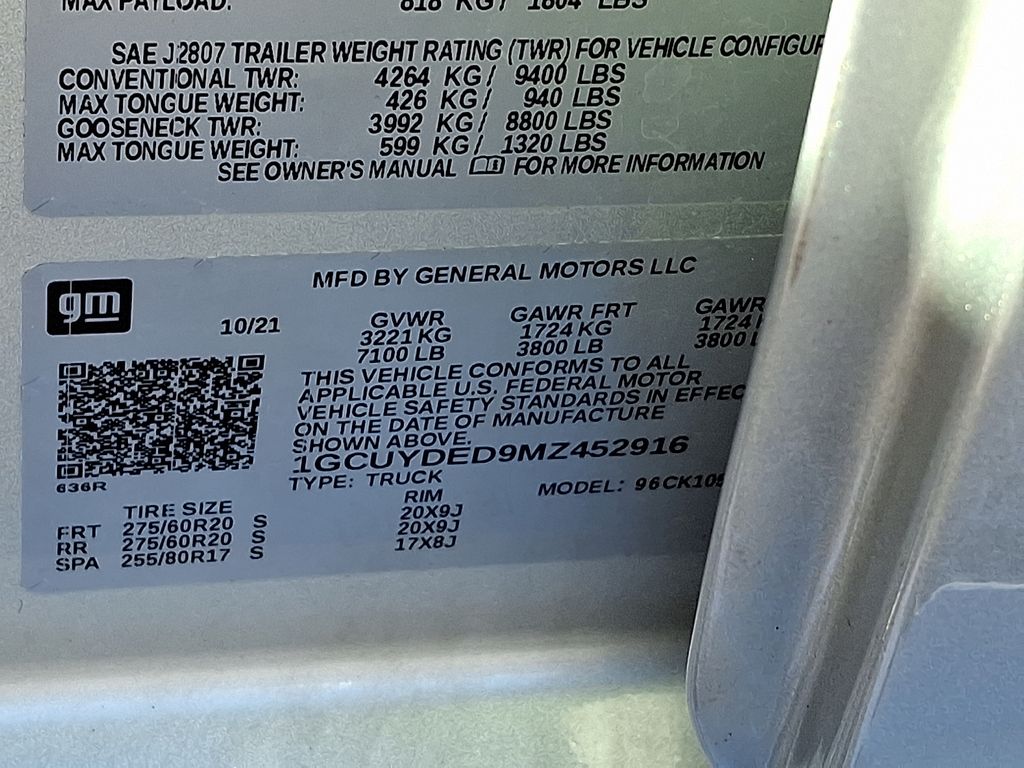 MAX PAYLOAD: 818 KG / 1804 LBS
SAE J2807 TRAILER WEIGHT RATING (TWR) FOR VEHICLE CONFIGUR
CONVENTIONAL TWR: 4264 KG / 9400 LBS
MAX TONGUE WEIGHT: 426 KG / 940 LBS
GOOSENECK TWR: 3992 KG / 8800 LBS
MAX TONGUE WEIGHT: 599 KG / 1320 LBS
SEE OWNER'S MANUAL FOR MORE INFORMATION
gm
MFD BY GENERAL MOTORS LLC
10/21 GVWR GAWR FRT GAWR
3221 KG 1724 KG 1724
7100 LB 3800 LB 3800 L
THIS VEHICLE CONFORMS TO ALL
APPLICABLE U.S. FEDERAL MOTOR
VEHICLE SAFETY STANDARDS IN EFFEC
ON THE DATE OF MANUFACTURE
SHOWN ABOVE.
1GCUYDED9MZ452916
636R
TYPE: TRUCK MODEL: 96CK105
TIRE SIZE RIM
FRT 275/60R20 S 20X9J
RR 275/60R20 S 20X9J
SPA 255/80R17 S 17X8J